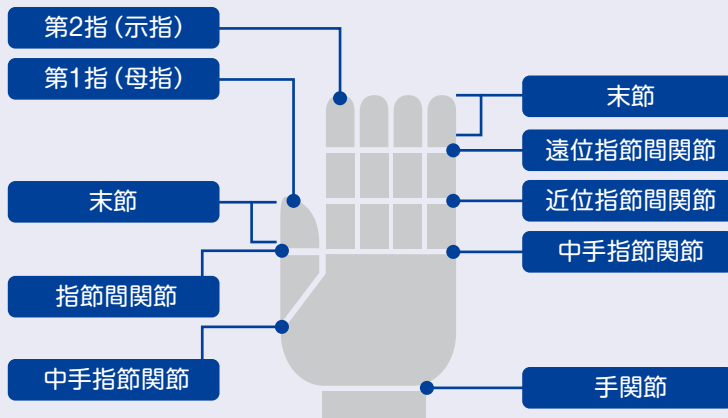 第2指（示指）
第1指（母指）
末節
指節間関節
中手指節関節
末節
遠位指節間関節
近位指節間関節
中手指節関節
手関節